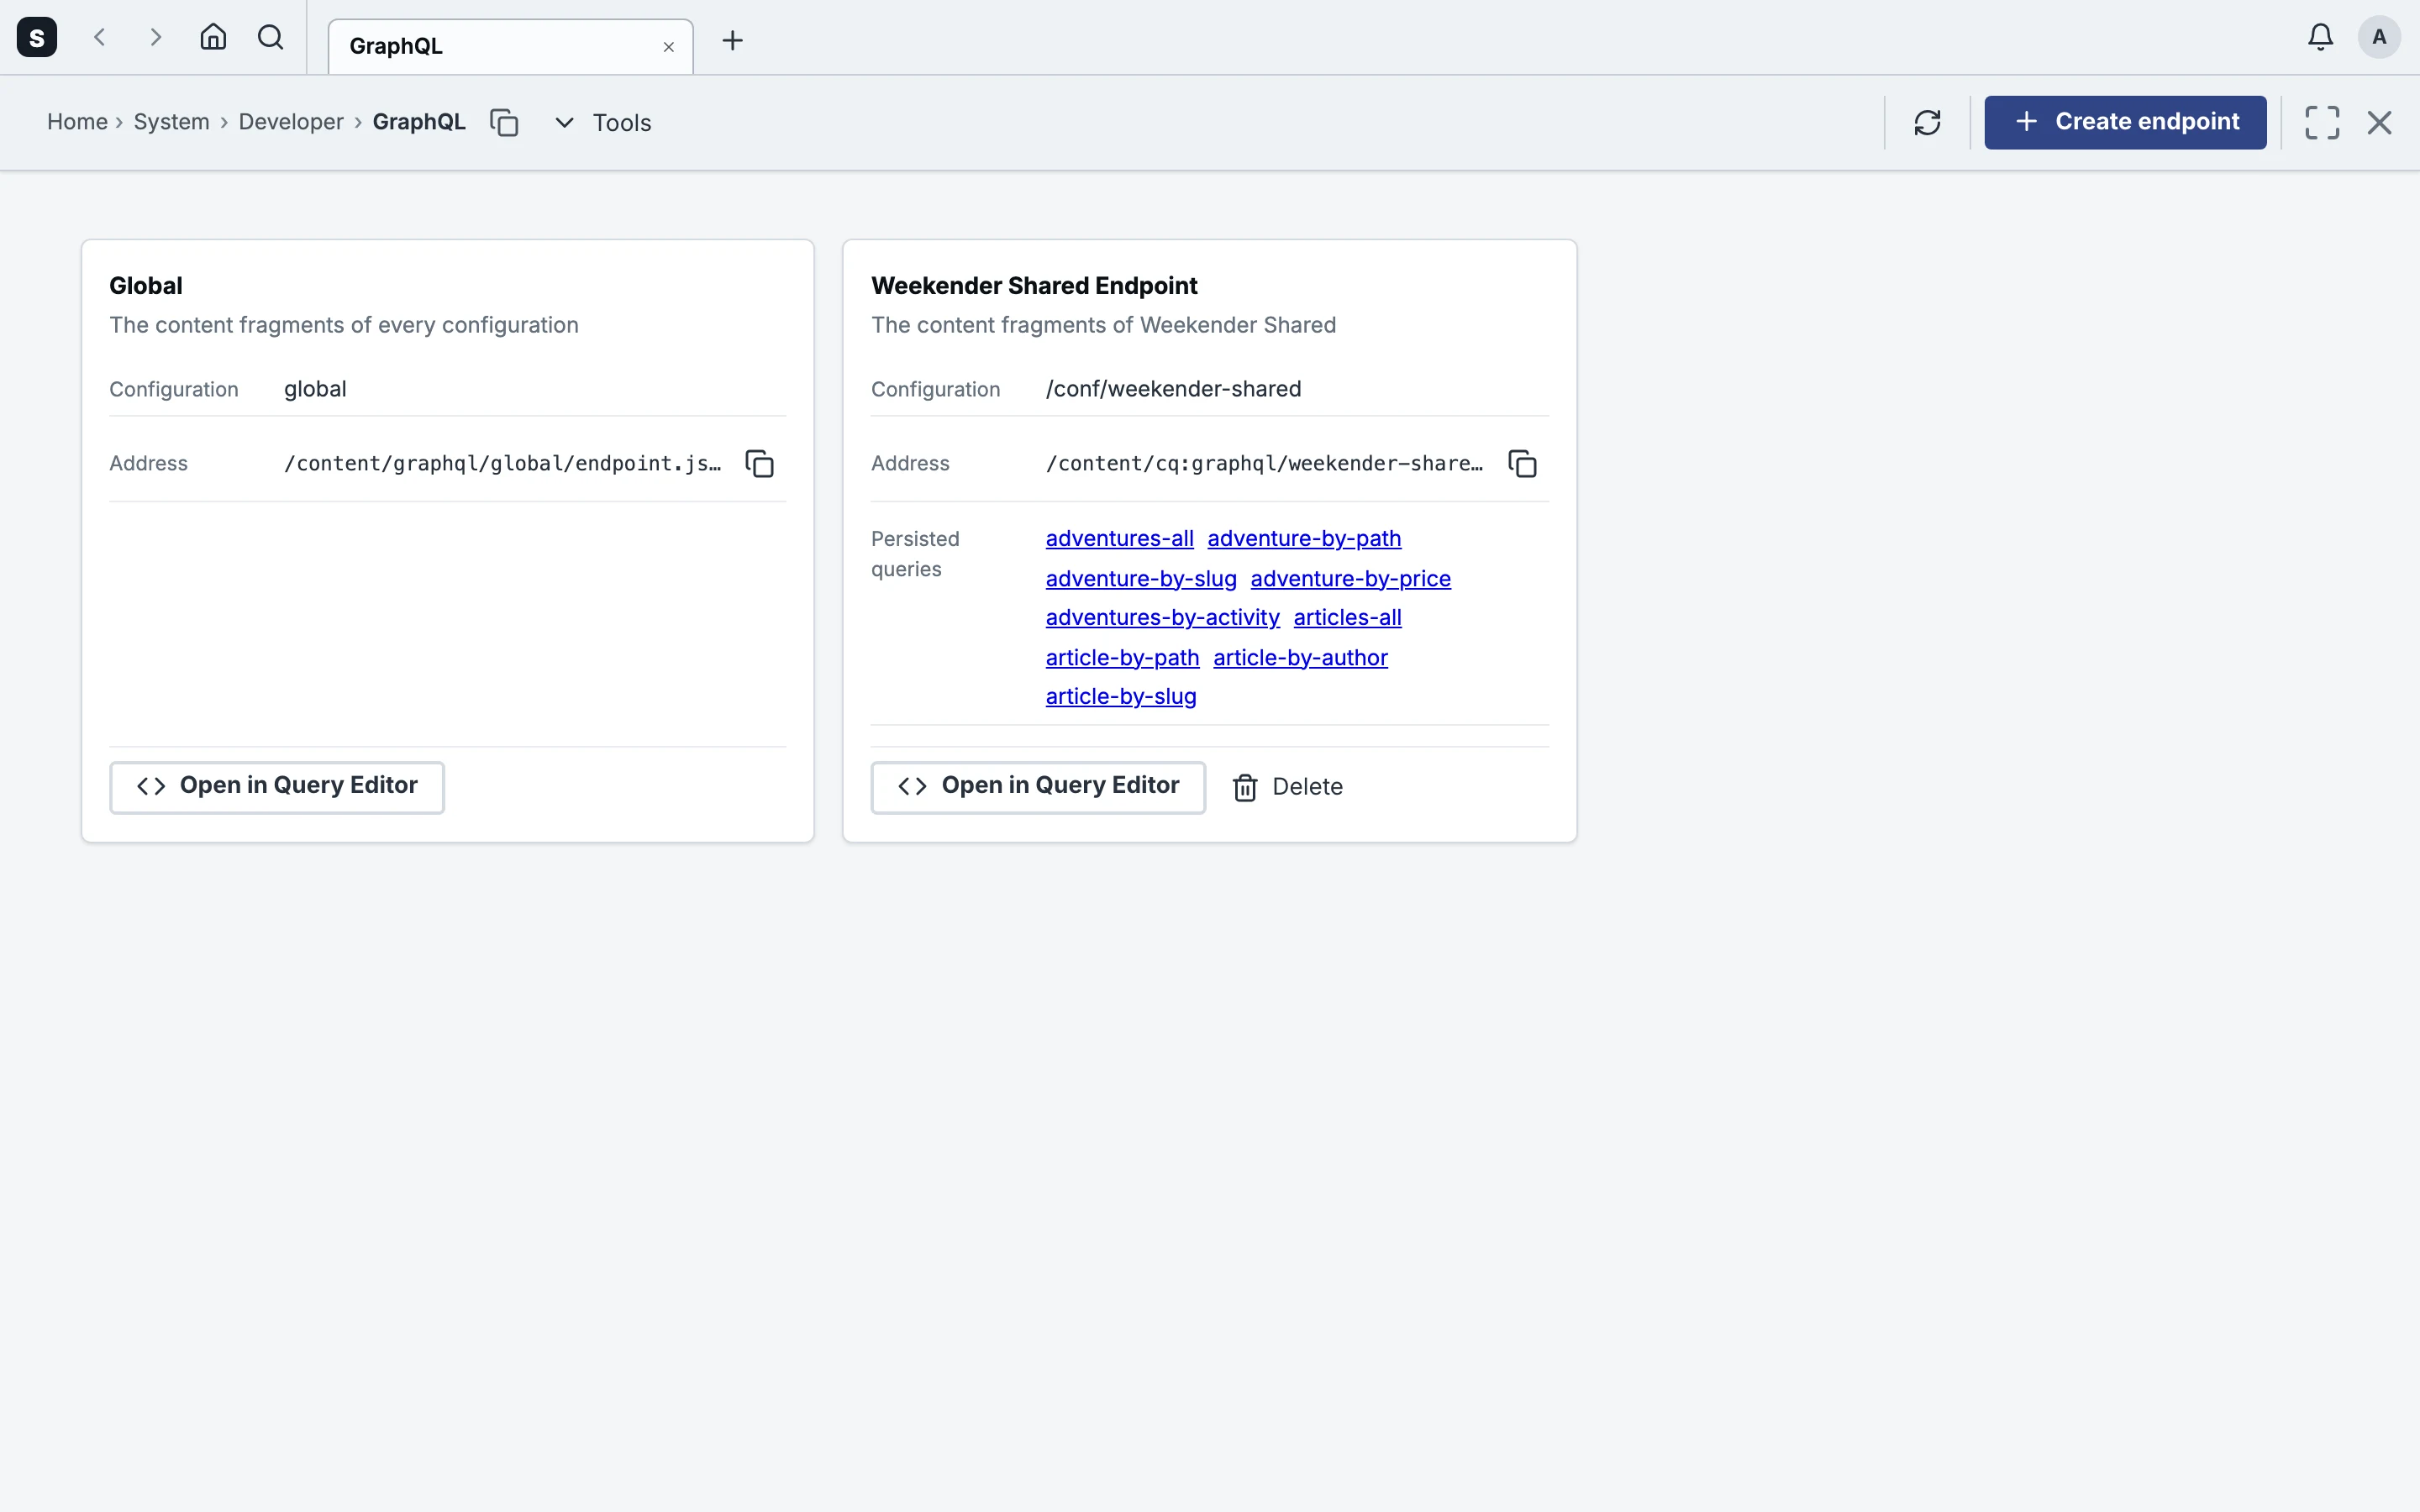 S
GraphQL
A
Home › System › Developer › GraphQL
Tools
Create endpoint
Global
The content fragments of every configuration
Configuration global
Address /content/graphql/global/endpoint.js…
Open in Query Editor
Weekender Shared Endpoint
The content fragments of Weekender Shared
Configuration /conf/weekender-shared
Address /content/cq:graphql/weekender-share…
Persisted queries
adventures-all adventure-by-path
adventure-by-slug adventure-by-price
adventures-by-activity articles-all
article-by-path article-by-author
article-by-slug
Open in Query Editor Delete